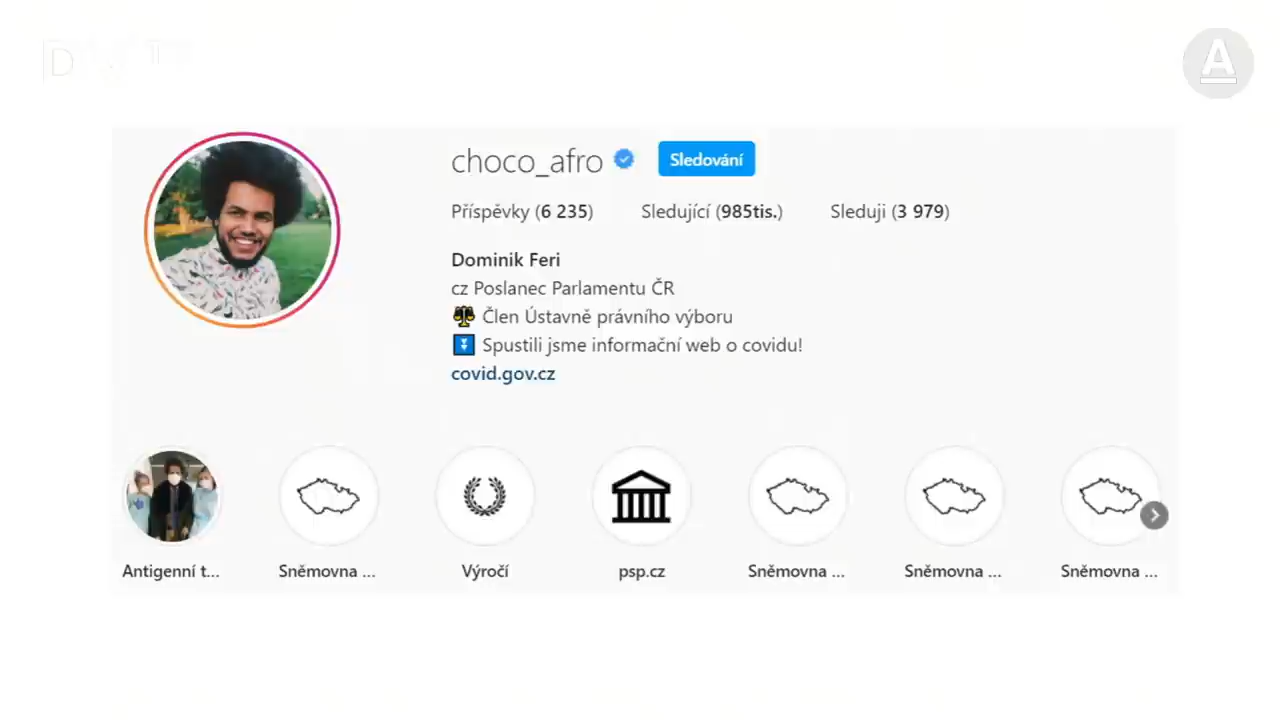 DVTV
A
choco_afro
Sledování
Příspěvky (6 235)
Sledující (985tis.)
Sleduji (3 979)
Dominik Feri
cz Poslanec Parlamentu ČR
Člen Ústavně právního výboru
Spustili jsme informační web o covidu!
covid.gov.cz
Antigenní t...
Sněmovna ...
Výročí
psp.cz
Sněmovna ...
Sněmovna ...
Sněmovna ...